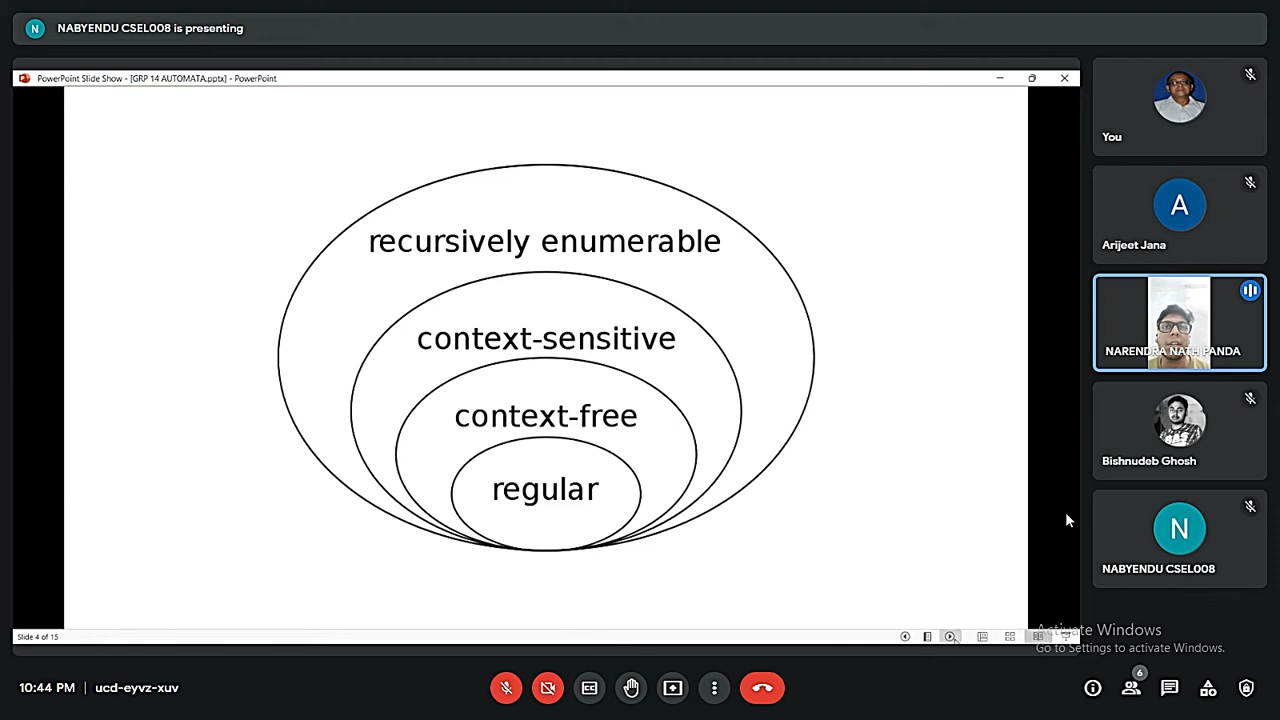 N NABYENDU CSEL008 is presenting
PowerPoint Slide Show - [GRP 14 AUTOMATA.pptx] - PowerPoint
recursively enumerable
context-sensitive
context-free
regular
Slide 4 of 15
You
A
Arijeet Jana
NARENDRA NATH PANDA
Bishnudeb Ghosh
N
NABYENDU CSEL008
Activate Windows
Go to Settings to activate Windows.
10:44 PM | ucd-eyvz-xuv
6